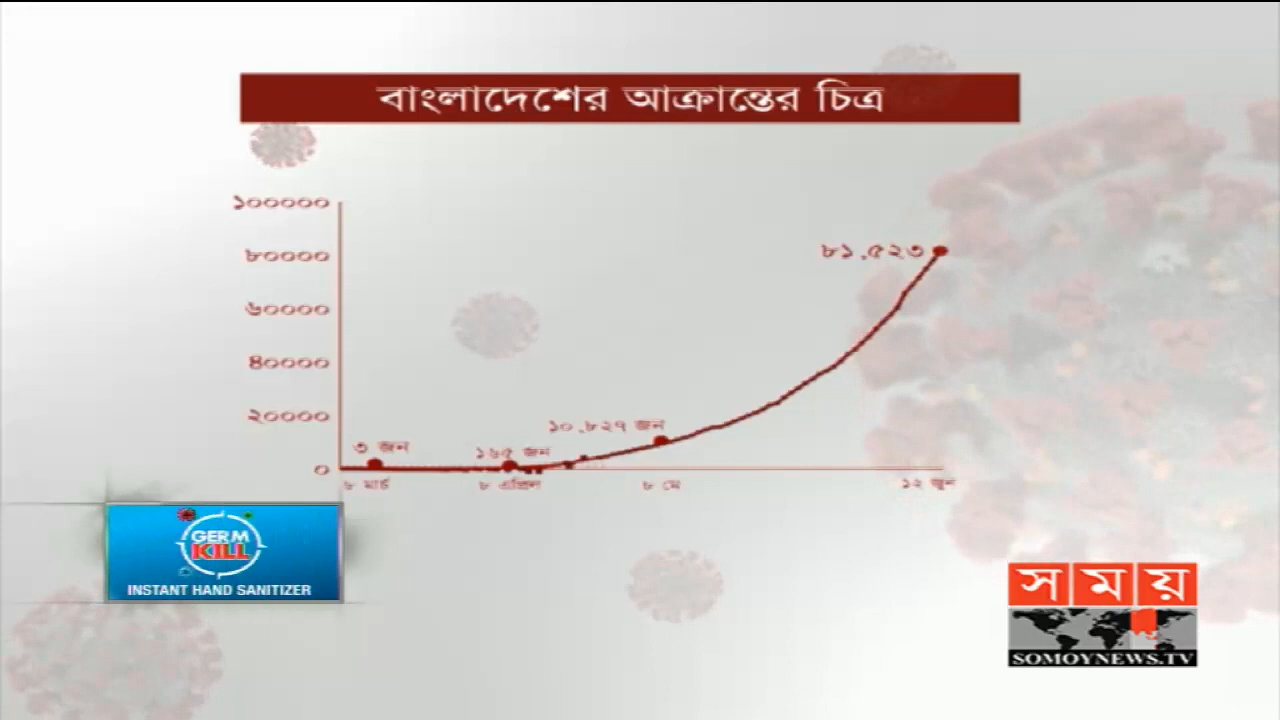 বাংলাদেশের আক্রান্তের চিত্র
১০০০০০
৮০০০০
৬০০০০
৪০০০০
২০০০০
০
৮১,৫২৩
১০,৮২৭ জন
৩ জন
১৬৫ জন
৮ মার্চ
৮ এপ্রিল
৮ মে
১২ জুন
GERM
KILL
INSTANT HAND SANITIZER
সময়
SOMOYNEWS.TV